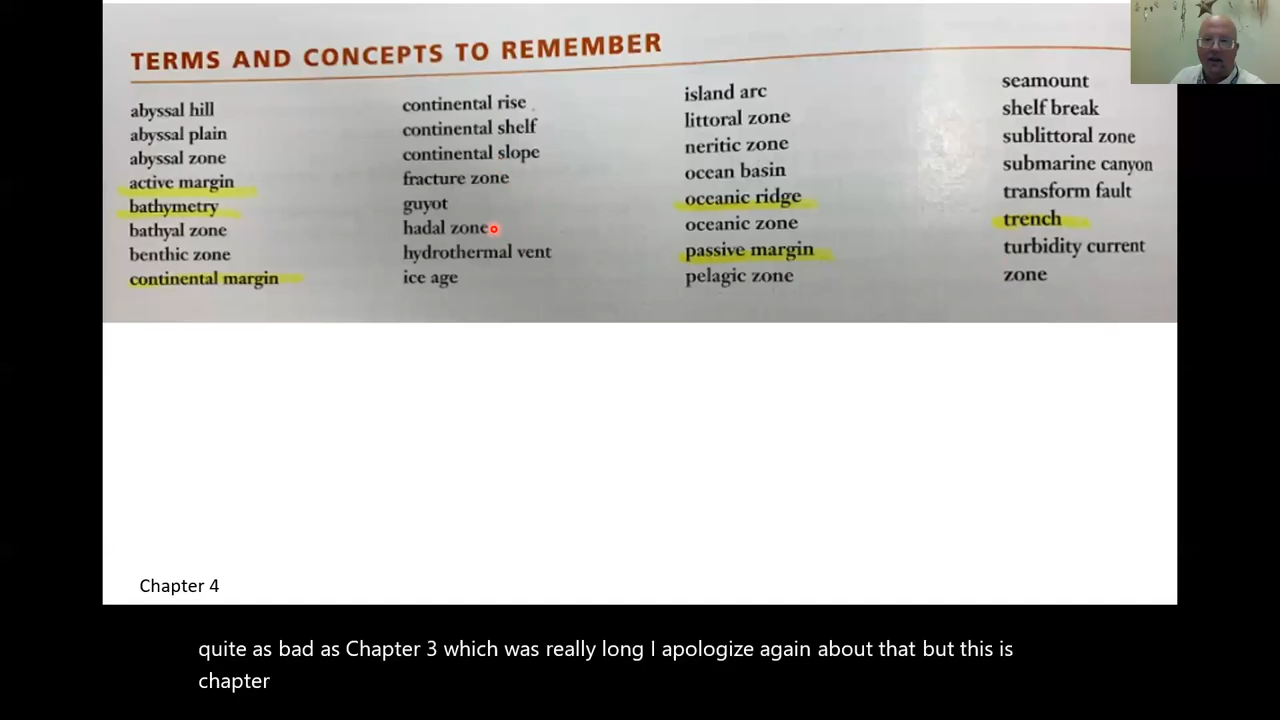 TERMS AND CONCEPTS TO REMEMBER
abyssal hill
abyssal plain
abyssal zone
active margin
bathymetry
bathyal zone
benthic zone
continental margin
continental rise
continental shelf
continental slope
fracture zone
guyot
hadal zone
hydrothermal vent
ice age
island arc
littoral zone
neritic zone
ocean basin
oceanic ridge
oceanic zone
passive margin
pelagic zone
seamount
shelf break
sublittoral zone
submarine canyon
transform fault
trench
turbidity current
zone
Chapter 4
quite as bad as Chapter 3 which was really long I apologize again about that but this is
chapter